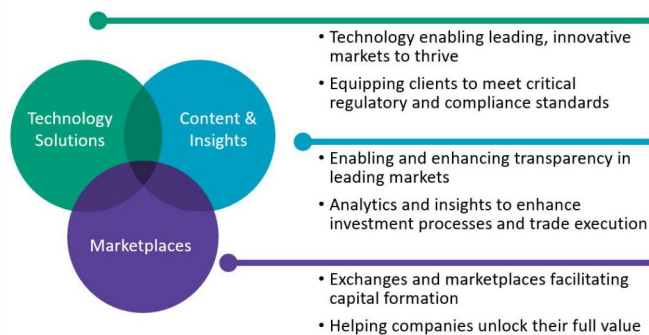 Technology
Solutions
Content &
Insights
Marketplaces
• Technology enabling leading, innovative
markets to thrive
• Equipping clients to meet critical
regulatory and compliance standards
• Enabling and enhancing transparency in
leading markets
• Analytics and insights to enhance
investment processes and trade execution
• Exchanges and marketplaces facilitating
capital formation
• Helping companies unlock their full value